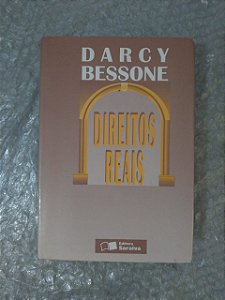 DARCY
BESSONE
DIREITOS
REAIS
Editora
Saraiva